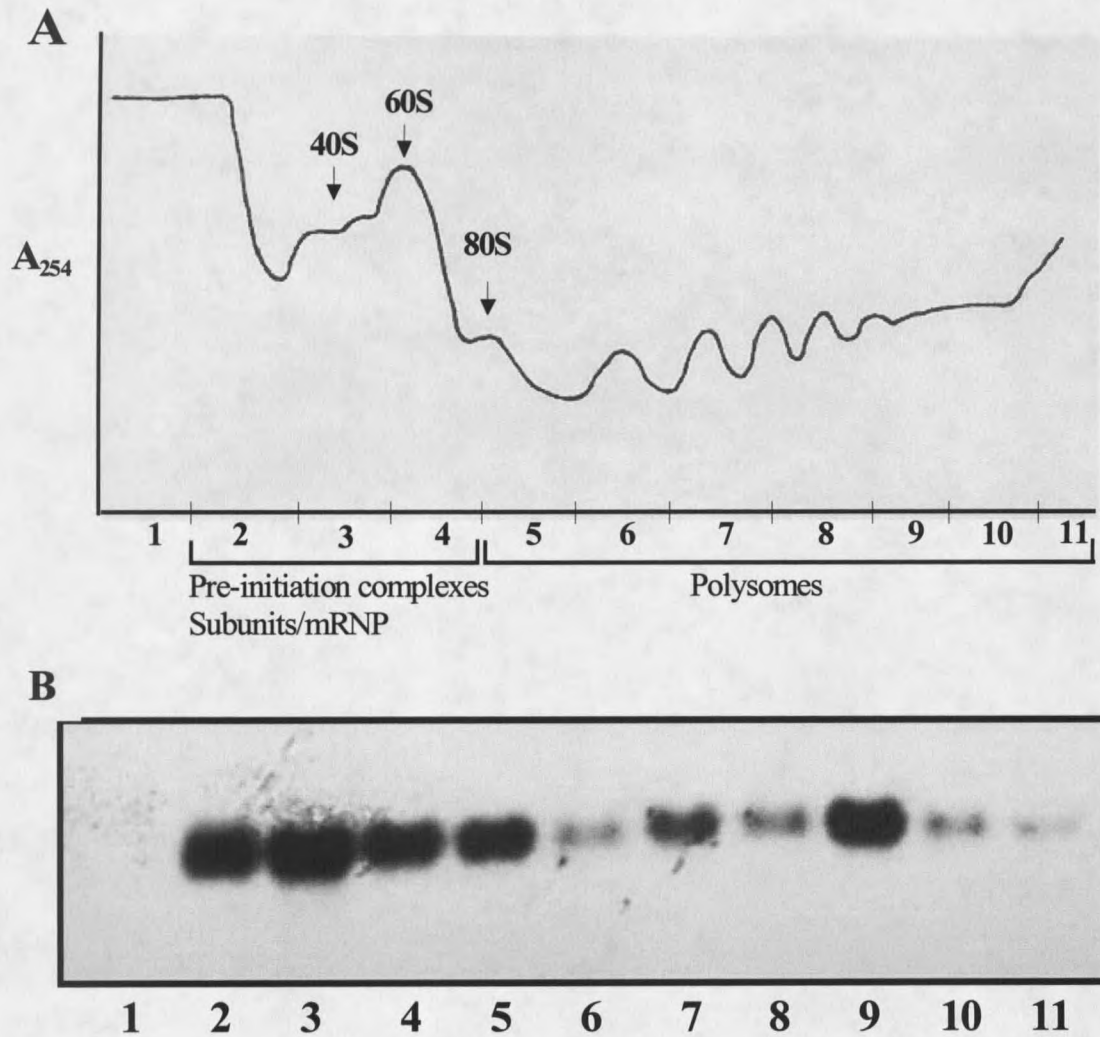 A
60S
40S
80S
A254
1 2 3 4 5 6 7 8 9 10 11
Pre-initiation complexes Polysomes
Subunits/mRNP
B
1 2 3 4 5 6 7 8 9 10 11